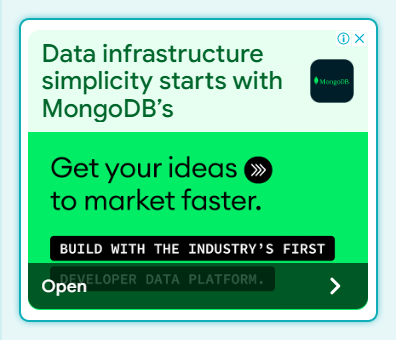 Data infrastructure
simplicity starts with
MongoDB's
MongoDB
Get your ideas
to market faster.
BUILD WITH THE INDUSTRY'S FIRST
DEVELOPER DATA PLATFORM.
Open